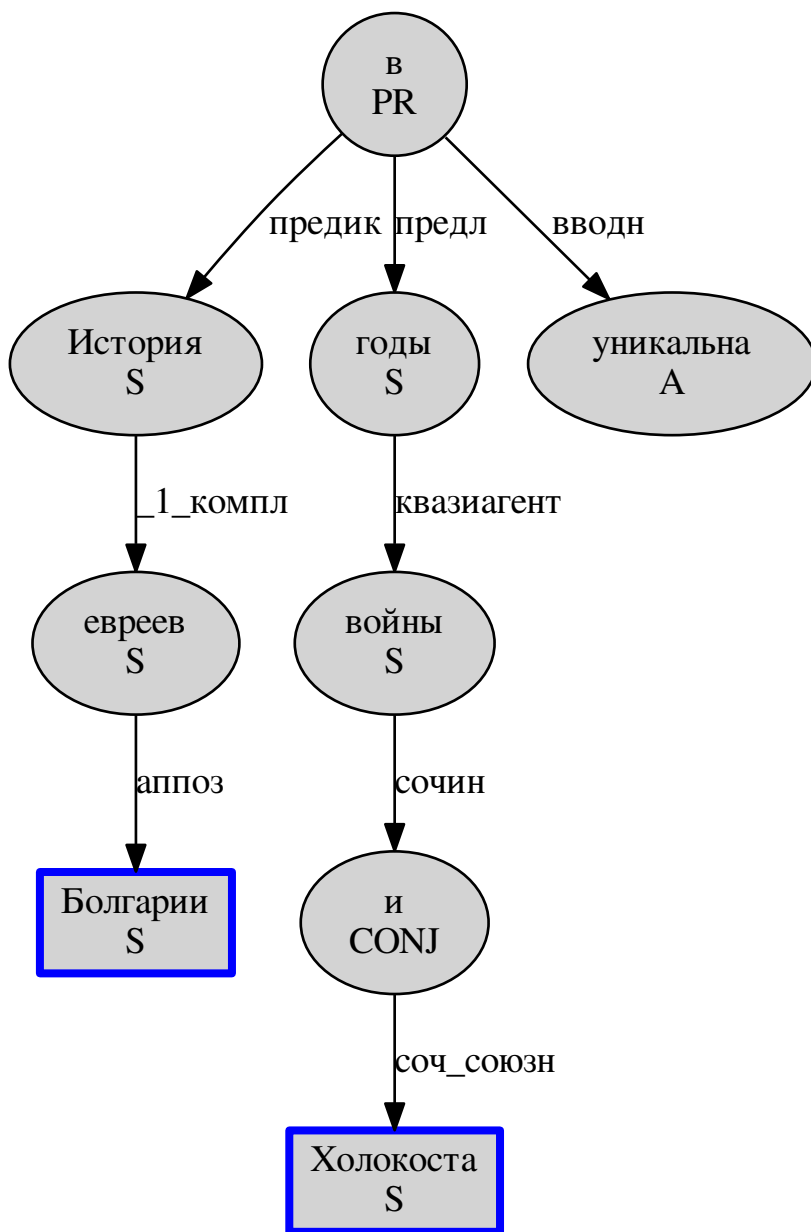 в
PR
предик
предл
вводн
История
S
годы
S
уникальна
A
_1_компл
квазиагент
евреев
S
войны
S
аппоз
сочин
Болгарии
S
и
CONJ
соч_союзн
Холокоста
S